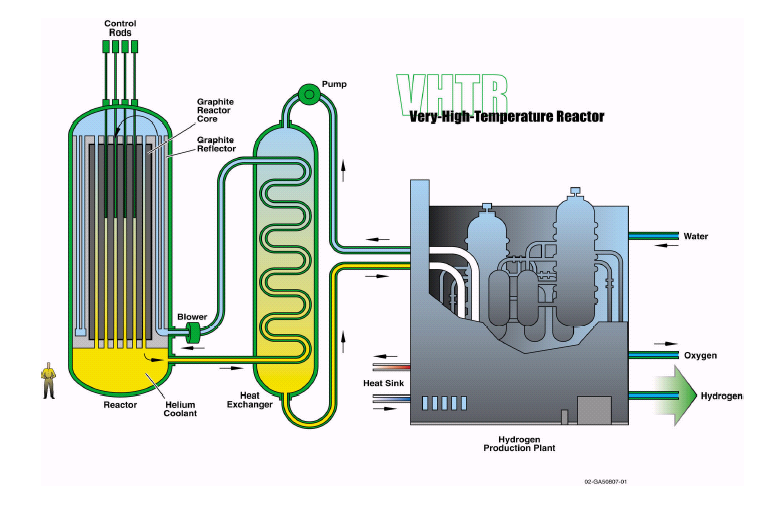 Control
Rods
Pump
VHTR
Very-High-Temperature Reactor
Graphite
Reactor
Core
Graphite
Reflector
Water
Blower
Oxygen
Heat Sink
Hydrogen
Reactor
Helium
Coolant
Heat
Exchanger
Hydrogen
Production Plant
02-GA50807-01